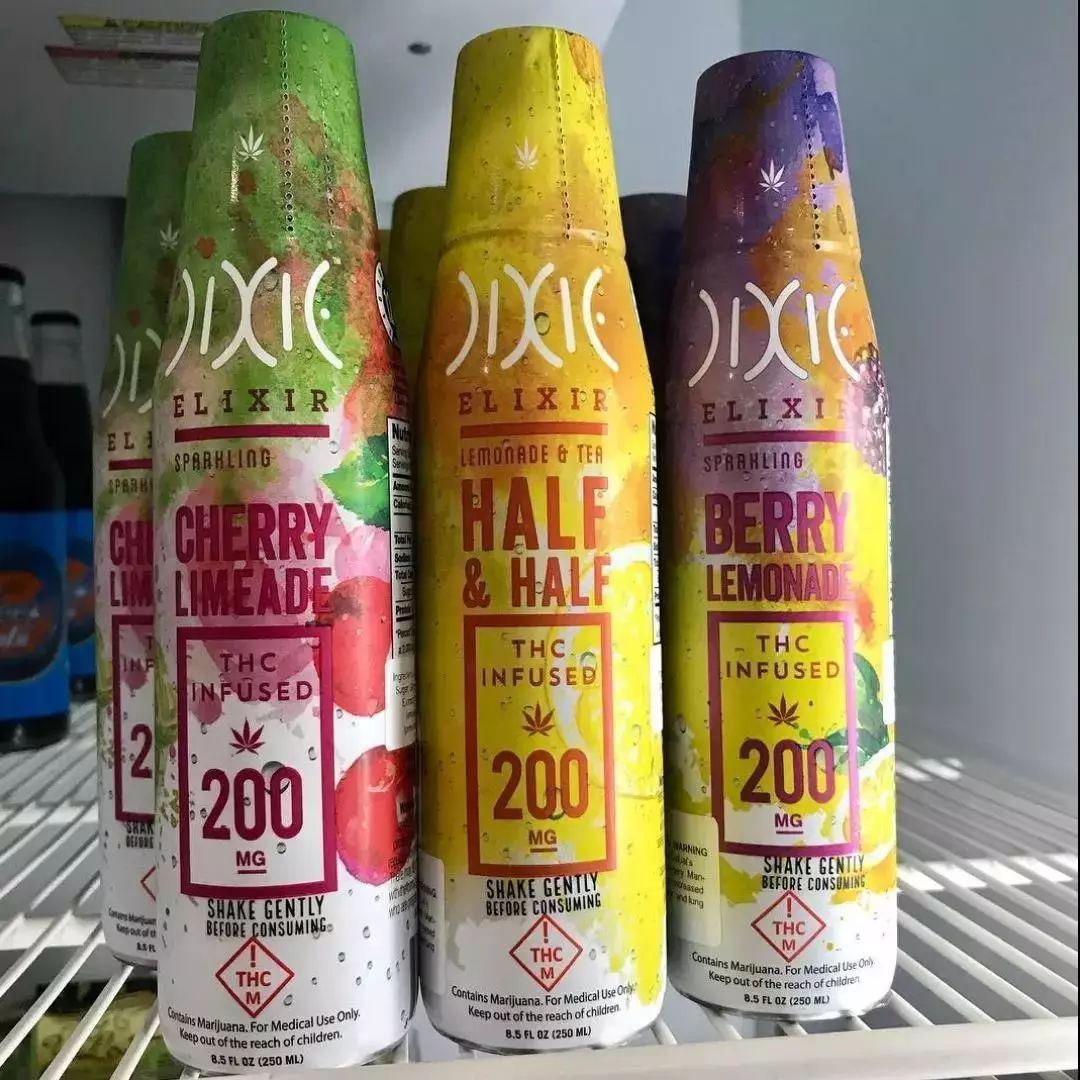 DIXIE
ELIXIR
SPARKLING
CHERRY
LIMEADE
THC
INFUSED
200
MG
SHAKE GENTLY
BEFORE CONSUMING.
!
THC
M
Contains Marijuana. For Medical Use Only.
Keep out of the reach of children.
8.5 FL OZ (250 ML)
DIXIE
ELIXIR
LEMONADE & TEA
HALF
& HALF
THC
INFUSED
200
MG
SHAKE GENTLY
BEFORE CONSUMING.
!
THC
M
Contains Marijuana. For Medical Use Only.
Keep out of the reach of children.
8.5 FL OZ (250 ML)
DIXIE
ELIXIR
SPARKLING
BERRY
LEMONADE
THC
INFUSED
200
MG
SHAKE GENTLY
BEFORE CONSUMING
!
THC
M
Contains Marijuana. For Medical Use Only.
Keep out of the reach of children.
8.5 FL OZ (250 ML)
WARNING